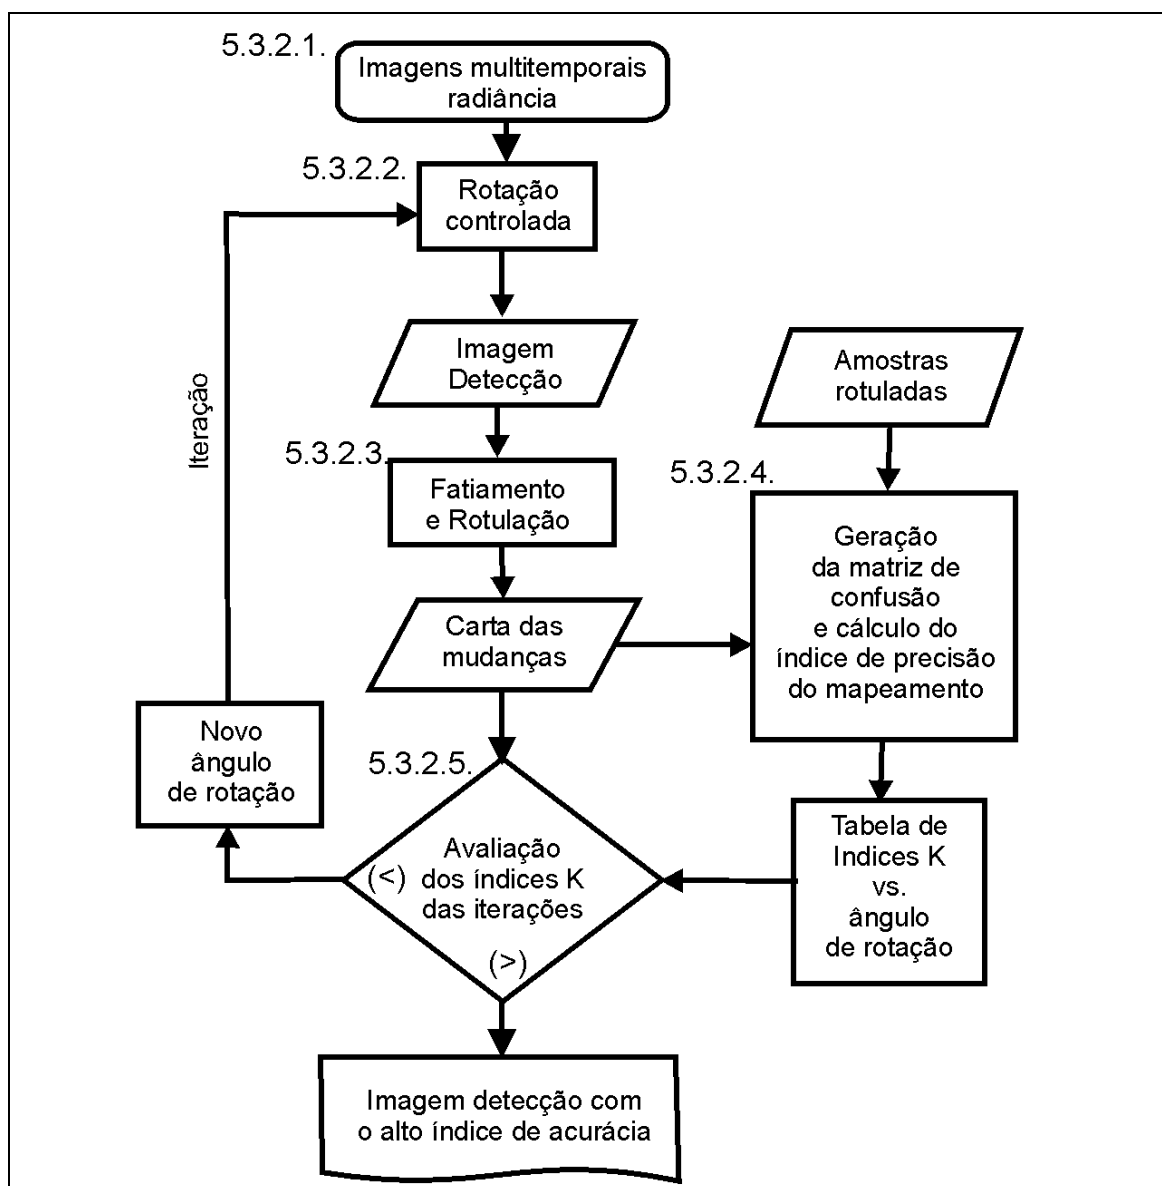 5.3.2.1.
Imagens multitemporais
radiância
5.3.2.2.
Rotação
controlada
Iteração
Imagem
Detecção
Amostras
rotuladas
5.3.2.3.
Fatiamento
e Rotulação
5.3.2.4.
Geração
da matriz de
confusão
e cálculo do
índice de precisão
do mapeamento
Carta das
mudanças
Novo
ângulo
de rotação
5.3.2.5.
Avaliação
dos índices K
das iterações
(<)
(>)
Tabela de
Indices K
vs.
ângulo
de rotação
Imagem detecção com
o alto índice de acurácia